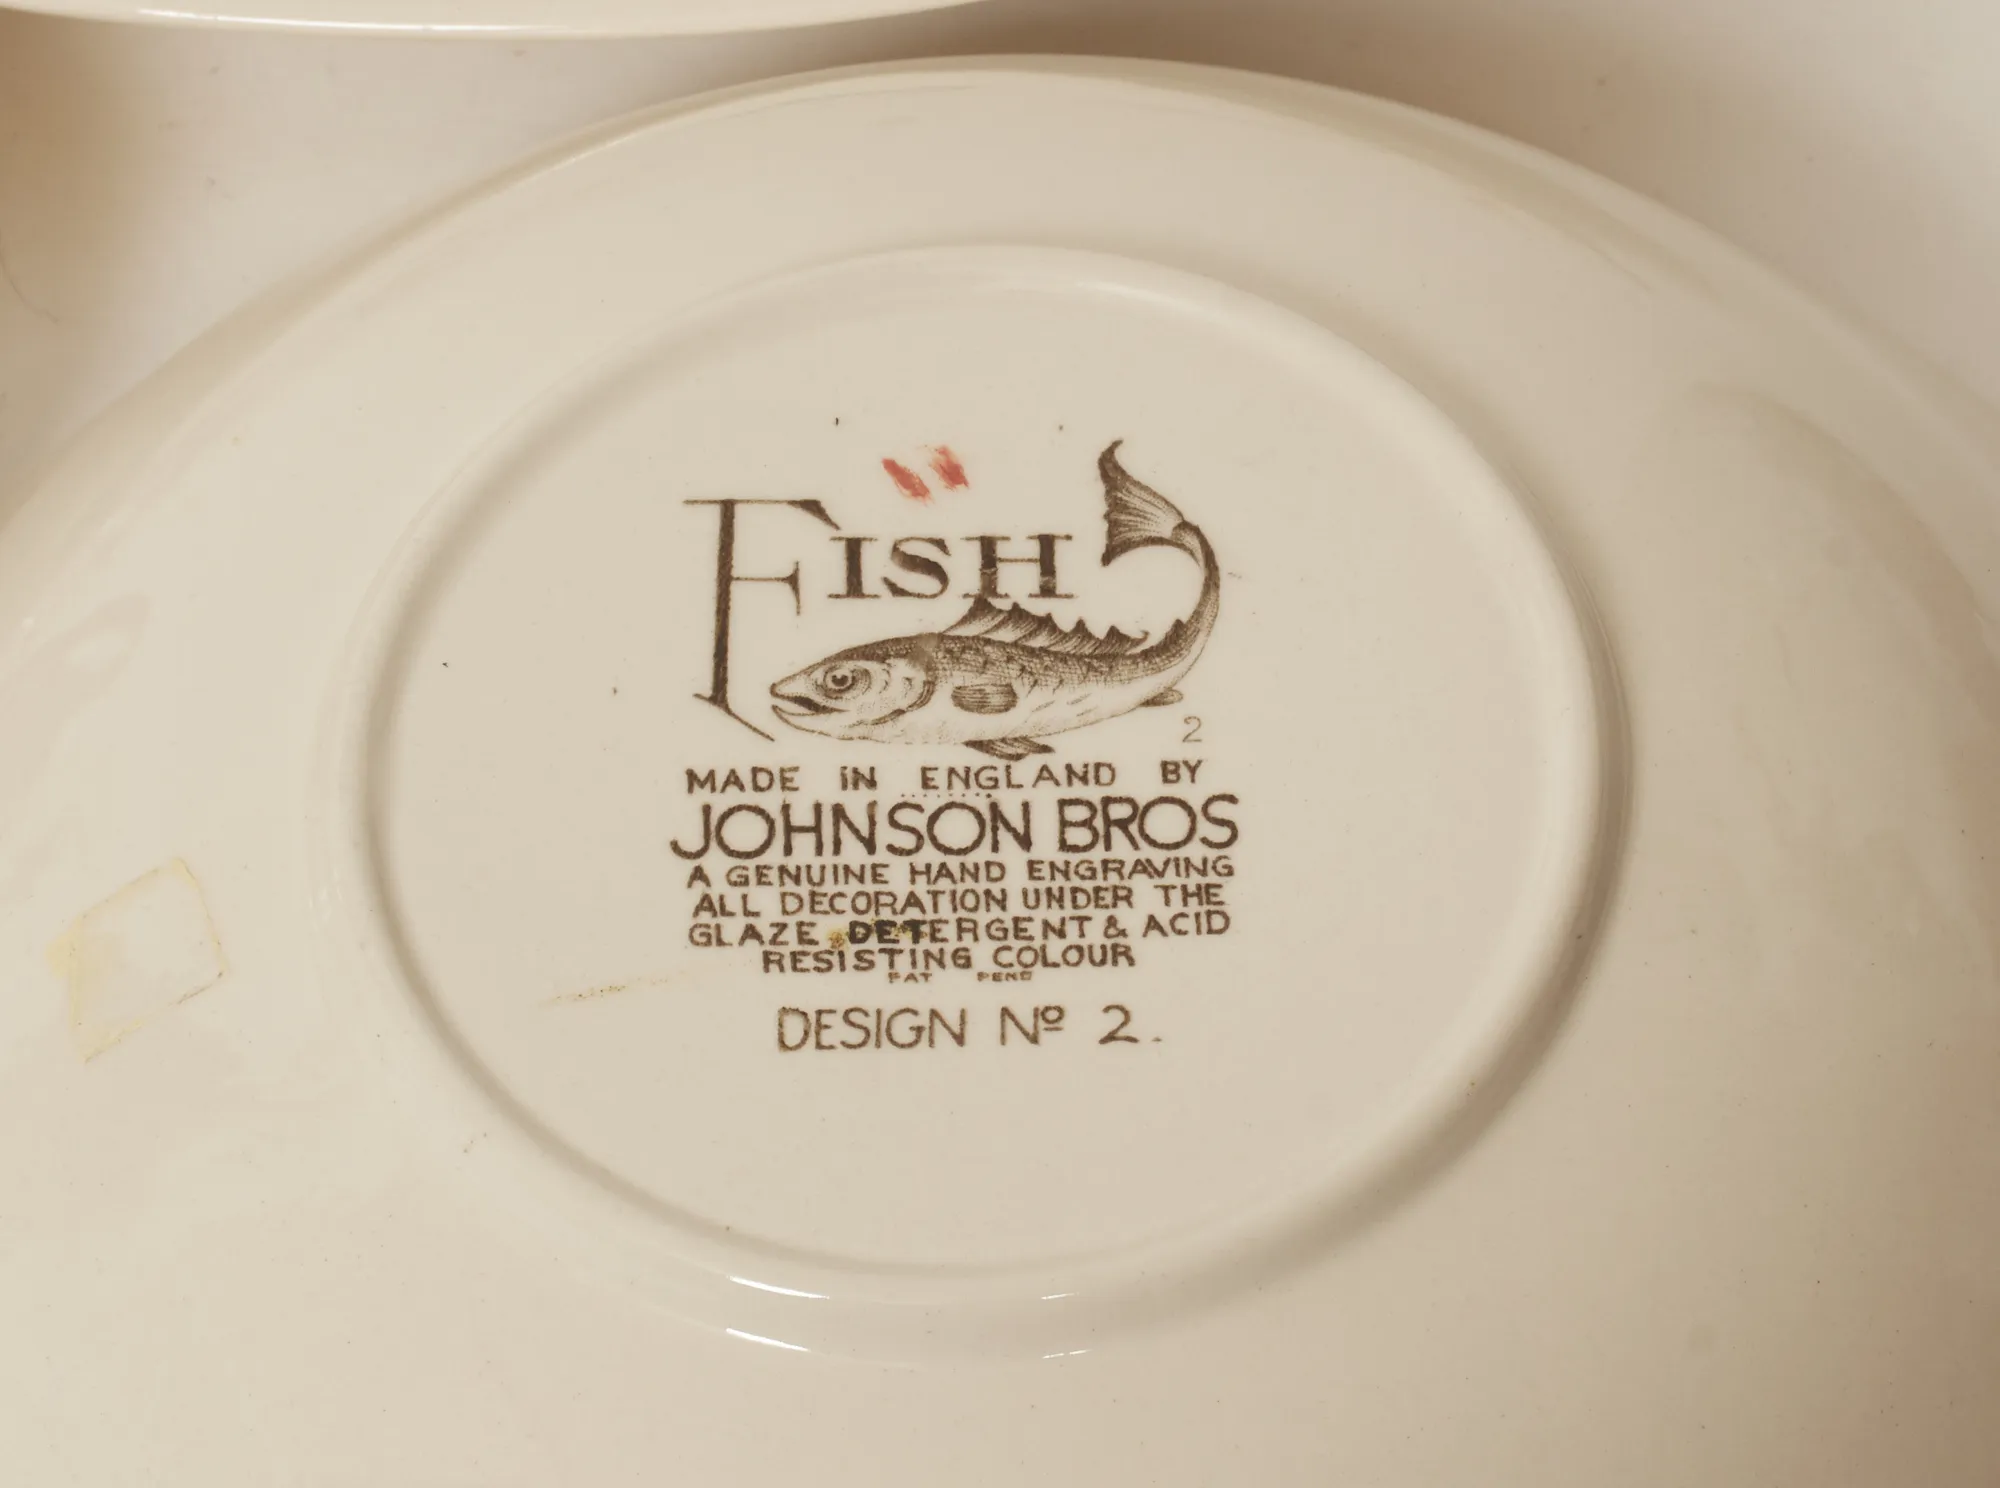 FISH
2
MADE IN ENGLAND BY
JOHNSON BROS
A GENUINE HAND ENGRAVING
ALL DECORATION UNDER THE
GLAZE DETERGENT & ACID
RESISTING COLOUR
PAT PEND
DESIGN Nº 2.